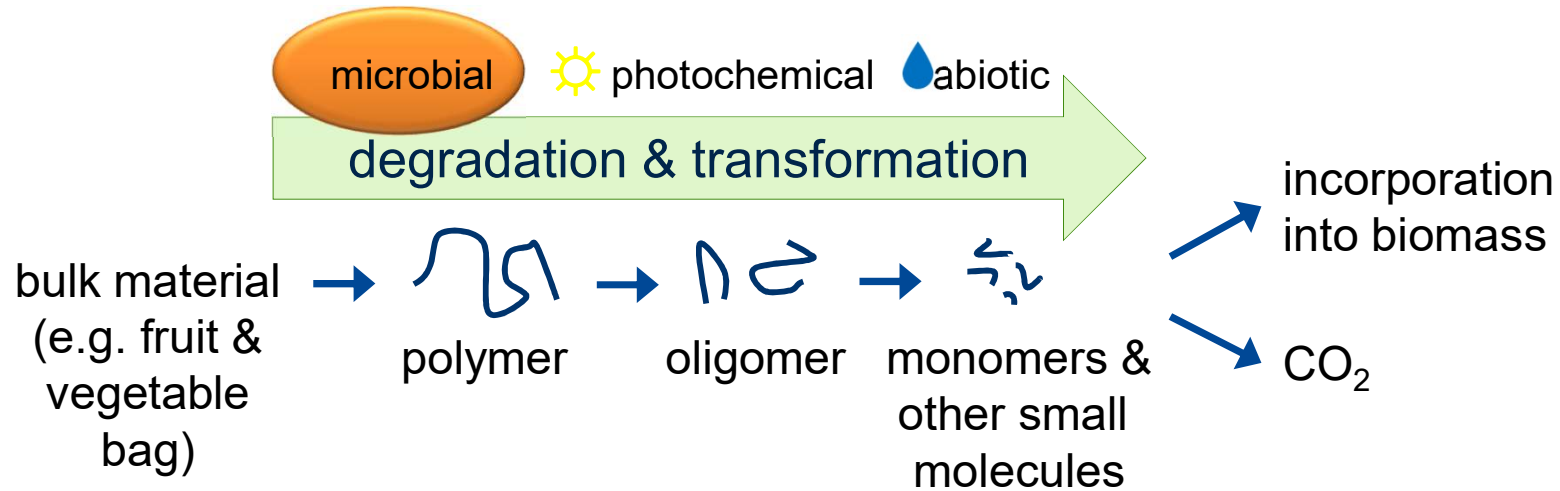 microbial
photochemical
abiotic
degradation & transformation
bulk material
(e.g. fruit &
vegetable
bag)
polymer
oligomer
monomers &
other small
molecules
incorporation
into biomass
CO₂